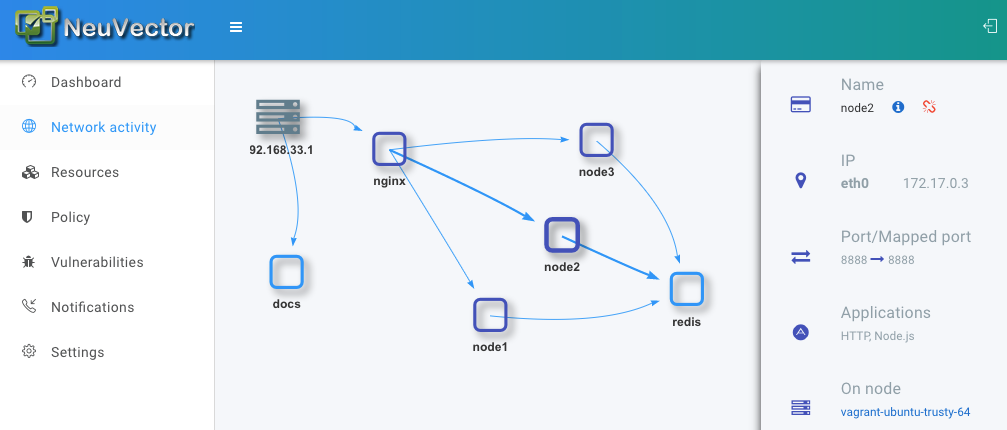 NeuVector
Dashboard
Network activity
Resources
Policy
Vulnerabilities
Notifications
Settings
92.168.33.1
nginx
node3
node2
docs
redis
node1
Name
node2
IP
eth0 172.17.0.3
Port/Mapped port
8888 → 8888
Applications
HTTP, Node.js
On node
vagrant-ubuntu-trusty-64